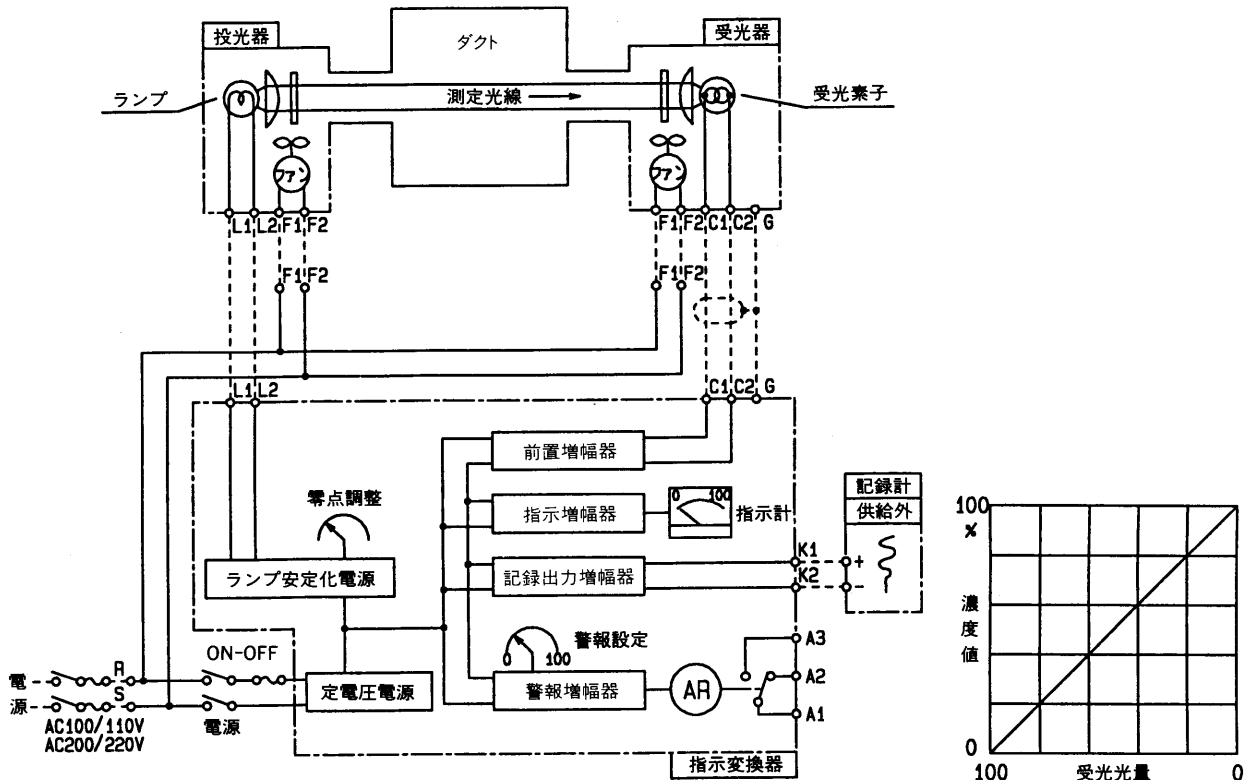 投光器
ダクト
受光器
ランプ
測定光線
受光素子
ファン
ファン
L1 L2 F1 F2
F1 F2 C1 C2 G
F1 F2
F1 F2
L1 L2
C1 C2 G
前置増幅器
零点調整
0 100
指示増幅器
指示計
記録計
供給外
K1
K2
+
-
ランプ安定化電源
記録出力増幅器
ON-OFF
0 100
警報設定
A3
電
源
R
S
定電圧電源
警報増幅器
AR
A2
A1
AC100/110V
AC200/220V
電源
指示変換器
100
%
濃度値
0
100
受光光量
0